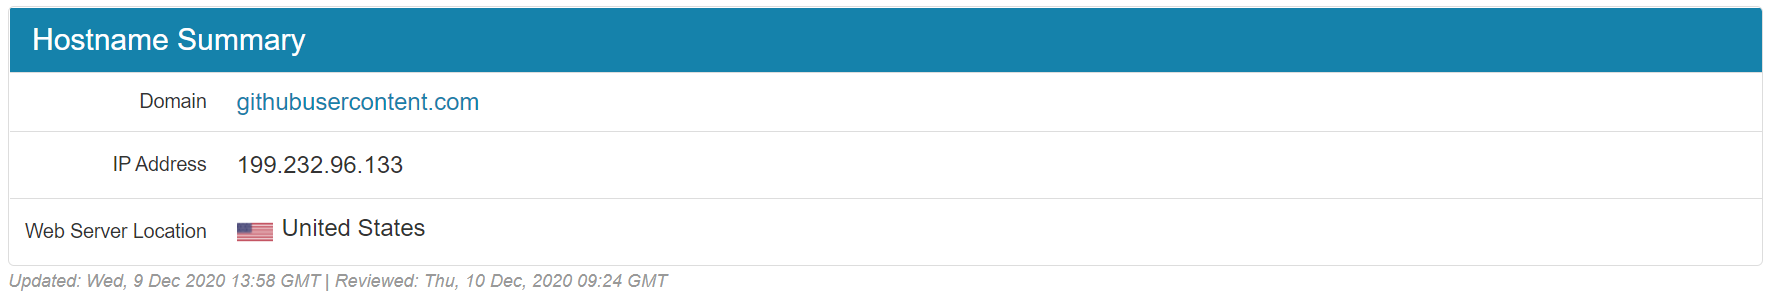 Hostname Summary
Domain githubusercontent.com
IP Address 199.232.96.133
Web Server Location United States
Updated: Wed, 9 Dec 2020 13:58 GMT | Reviewed: Thu, 10 Dec, 2020 09:24 GMT